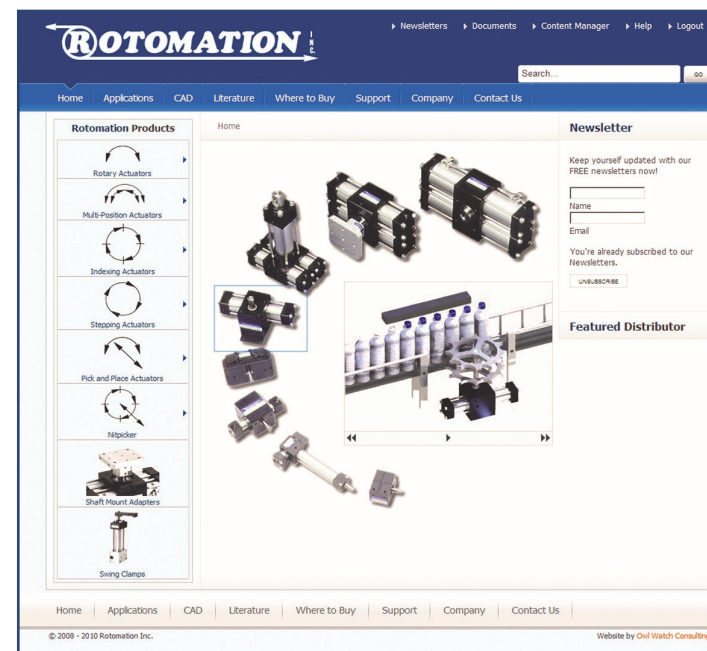 ROTOMATION INC.
Newsletters Documents Content Manager Help Logout
Search... GO
Home Applications CAD Literature Where to Buy Support Company Contact Us
Rotomation Products
Rotary Actuators
Multi-Position Actuators
Indexing Actuators
Stepping Actuators
Pick and Place Actuators
Nitpicker
Shaft Mount Adapters
Swing Clamps
Home
Newsletter
Keep yourself updated with our
FREE newsletters now!
Name
Email
You're already subscribed to our
Newsletters.
UNSUBSCRIBE
Featured Distributor
Home Applications CAD Literature Where to Buy Support Company Contact Us
© 2008 - 2010 Rotomation Inc.
Website by Owl Watch Consulting